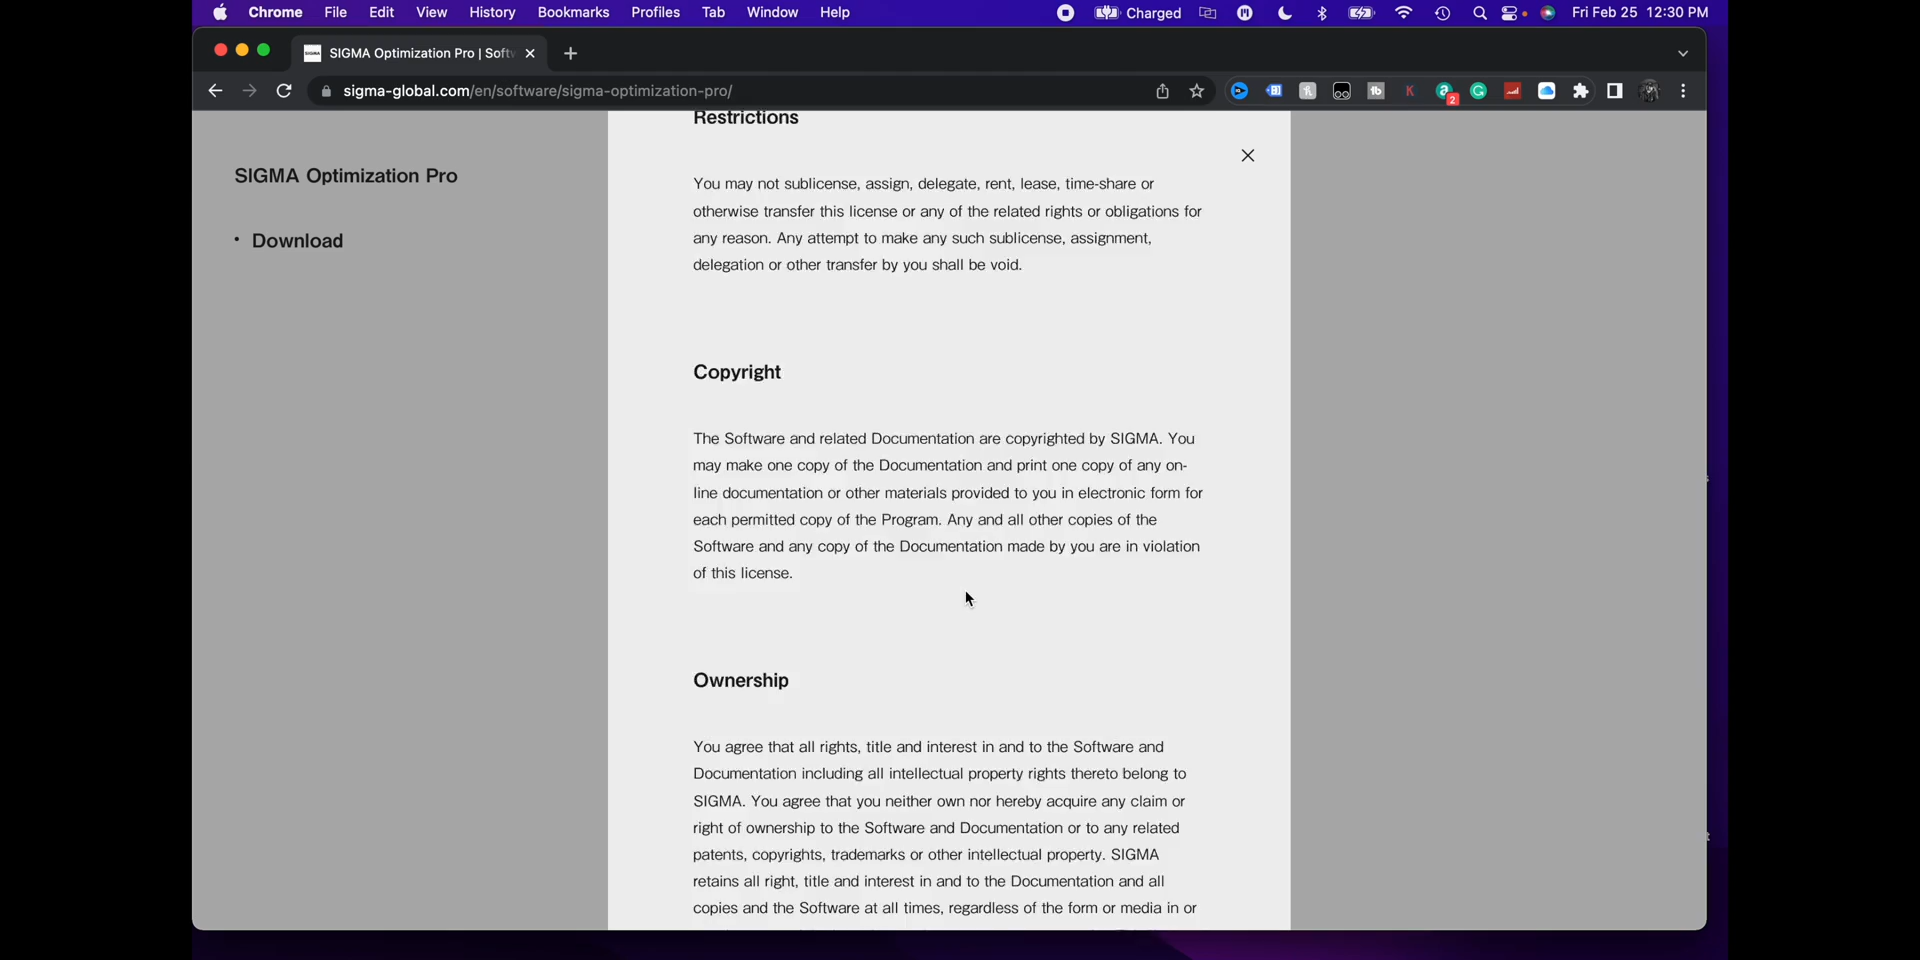 Chrome File Edit View History Bookmarks Profiles Tab Window Help Charged Fri Feb 25 12:30 PM
SIGMA Optimization Pro | Softw
sigma-global.com/en/software/sigma-optimization-pro/
2
SIGMA Optimization Pro
• Download
Restrictions
You may not sublicense, assign, delegate, rent, lease, time-share or
otherwise transfer this license or any of the related rights or obligations for
any reason. Any attempt to make any such sublicense, assignment,
delegation or other transfer by you shall be void.
Copyright
The Software and related Documentation are copyrighted by SIGMA. You
may make one copy of the Documentation and print one copy of any on-
line documentation or other materials provided to you in electronic form for
each permitted copy of the Program. Any and all other copies of the
Software and any copy of the Documentation made by you are in violation
of this license.
Ownership
You agree that all rights, title and interest in and to the Software and
Documentation including all intellectual property rights thereto belong to
SIGMA. You agree that you neither own nor hereby acquire any claim or
right of ownership to the Software and Documentation or to any related
patents, copyrights, trademarks or other intellectual property. SIGMA
retains all right, title and interest in and to the Documentation and all
copies and the Software at all times, regardless of the form or media in or